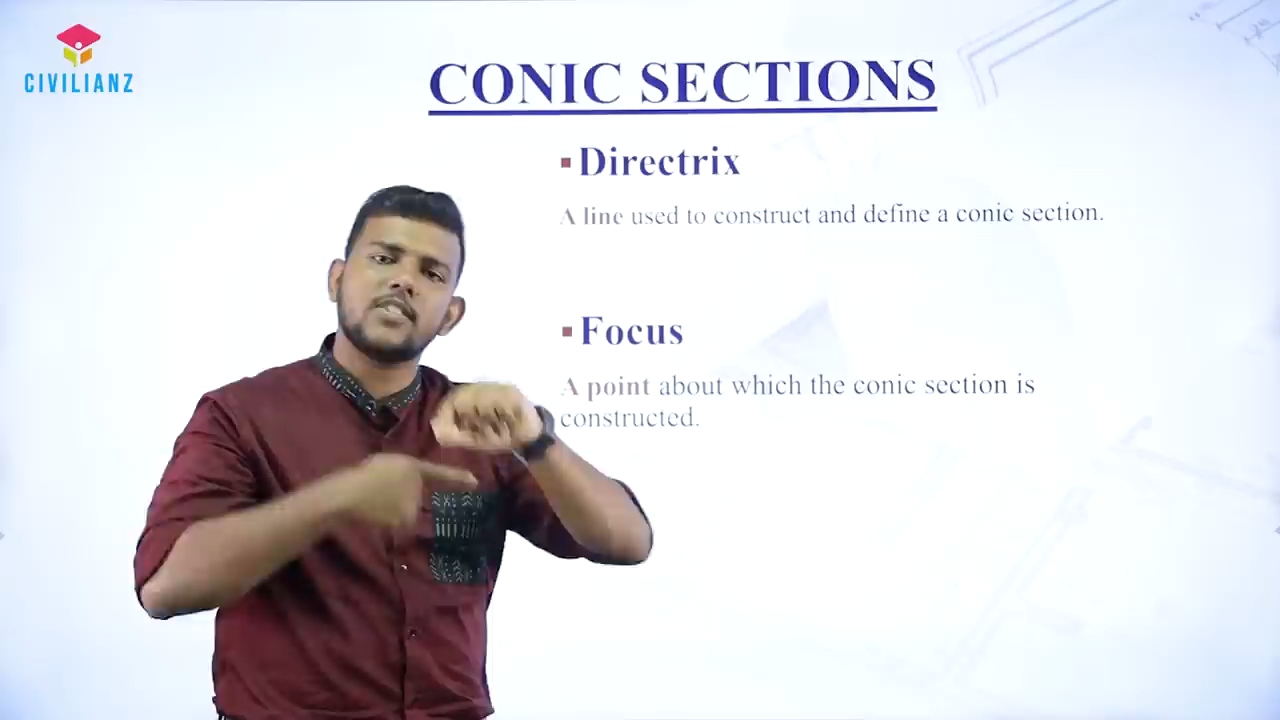 CIVILIANZ
CONIC SECTIONS
▪Directrix
A line used to construct and define a conic section.
▪Focus
A point about which the conic section is
constructed.